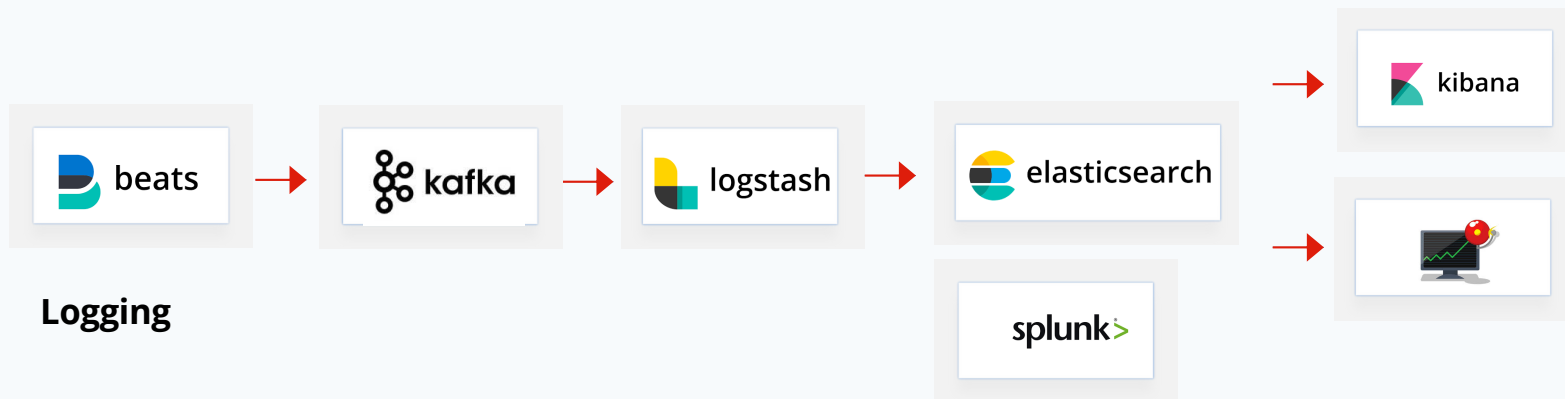 beats
kafka
logstash
elasticsearch
kibana
splunk>
Logging